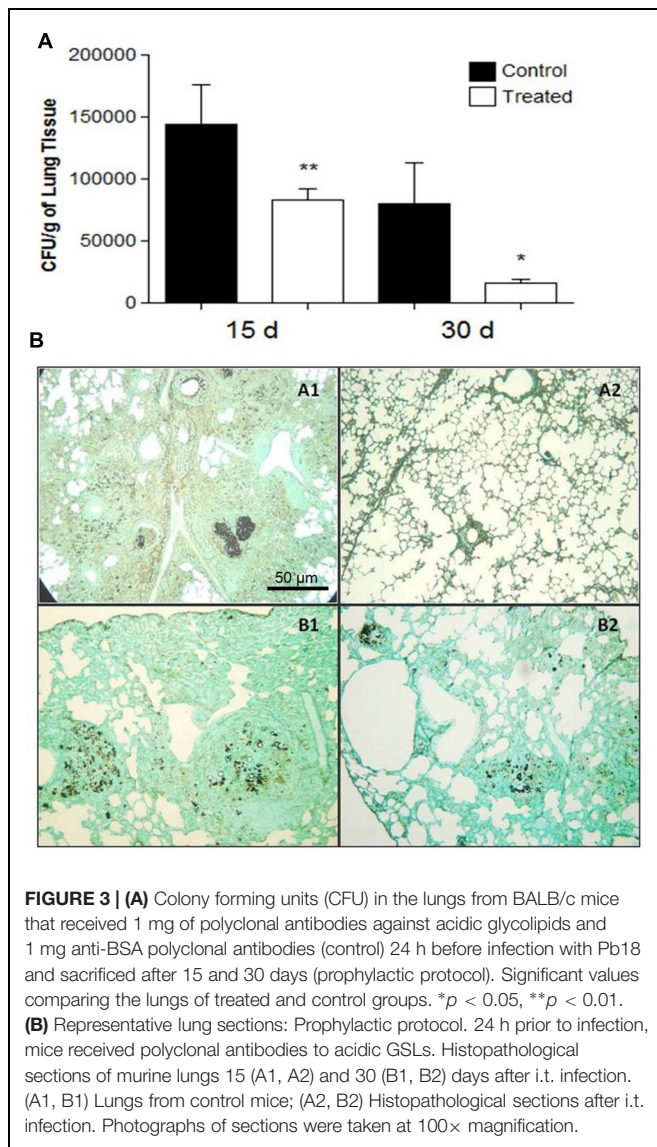 A
200000
150000
100000
50000
0
CFU/g of Lung Tissue
Control
Treated
**
*
15 d
30 d
B
A1
A2
50 µm
B1
B2
FIGURE 3 | (A) Colony forming units (CFU) in the lungs from BALB/c mice
that received 1 mg of polyclonal antibodies against acidic glycolipids and
1 mg anti-BSA polyclonal antibodies (control) 24 h before infection with Pb18
and sacrificed after 15 and 30 days (prophylactic protocol). Significant values
comparing the lungs of treated and control groups. *p < 0.05, **p < 0.01.
(B) Representative lung sections: Prophylactic protocol. 24 h prior to infection,
mice received polyclonal antibodies to acidic GSLs. Histopathological
sections of murine lungs 15 (A1, A2) and 30 (B1, B2) days after i.t. infection.
(A1, B1) Lungs from control mice; (A2, B2) Histopathological sections after i.t.
infection. Photographs of sections were taken at 100× magnification.